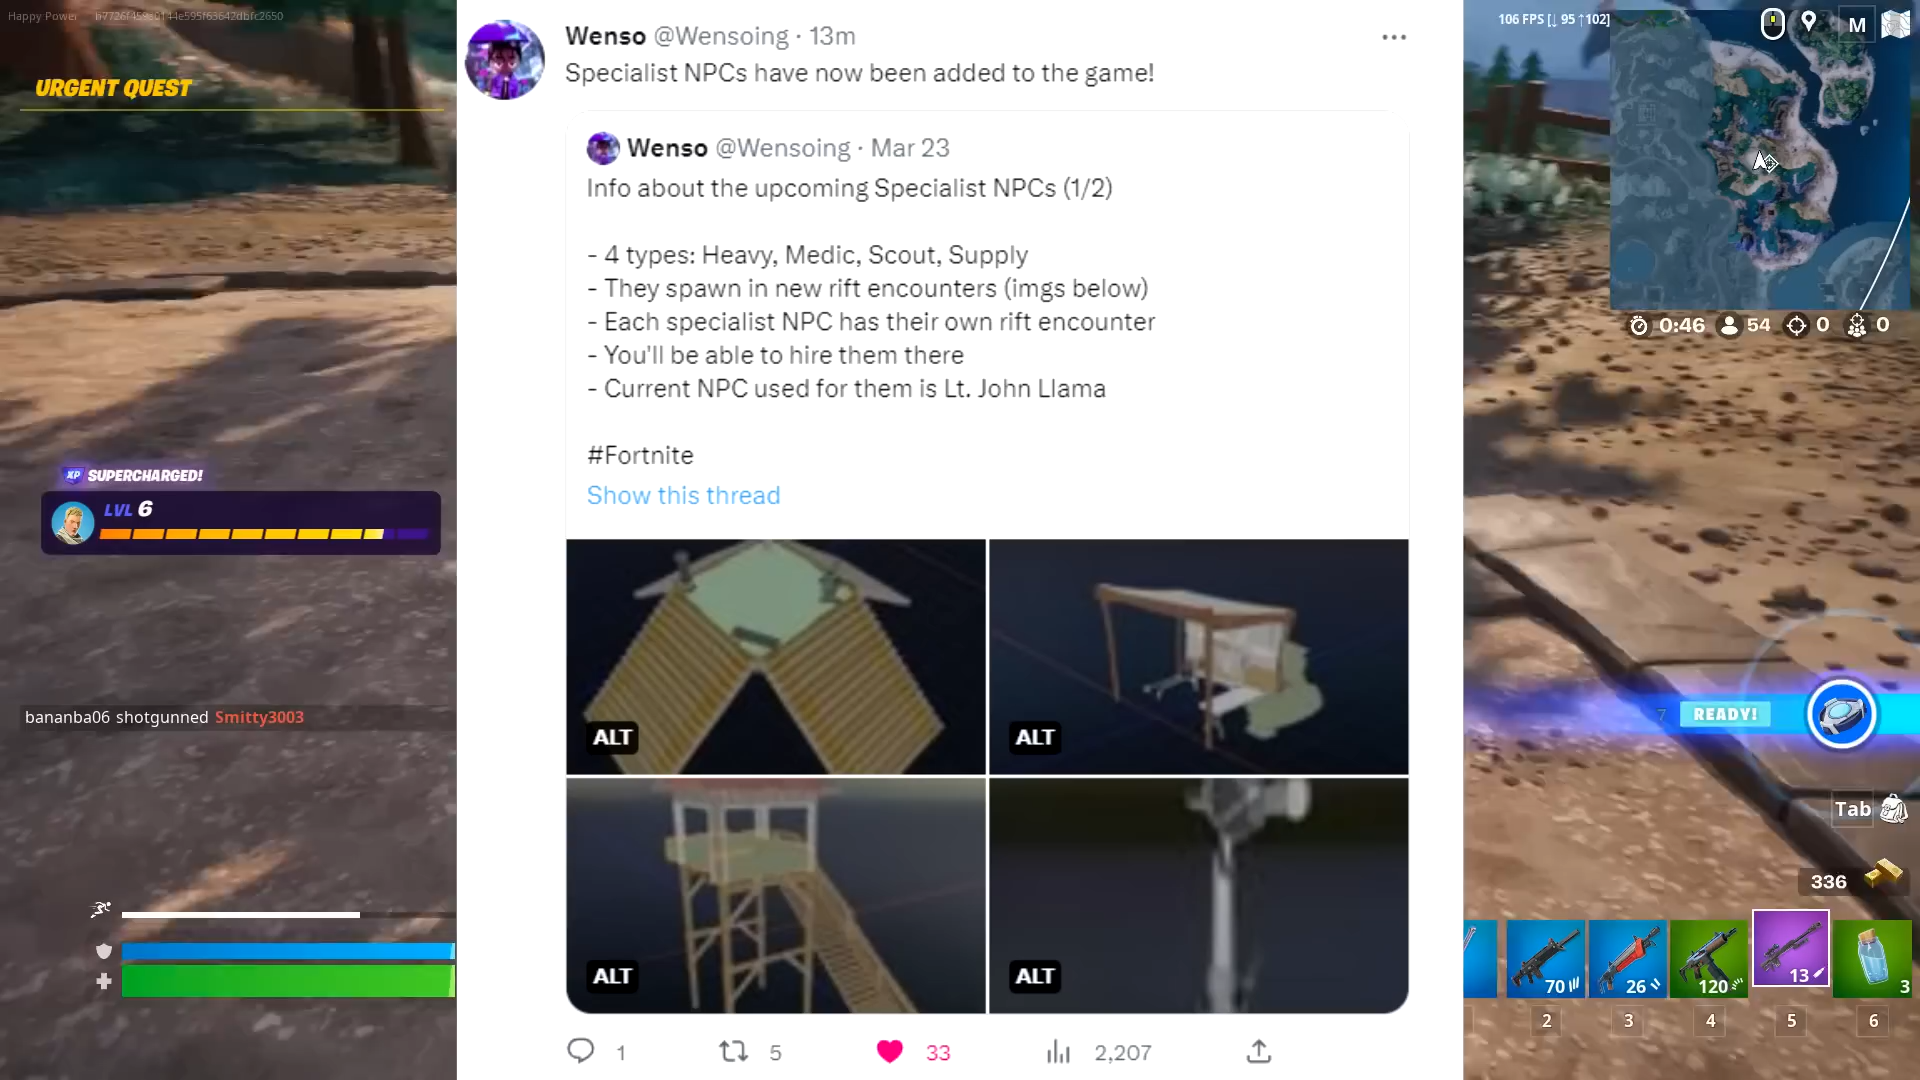 Happy Power
URGENT QUEST
XP SUPERCHARGED!
LVL 6
bananba06 shotgunned Smitty3003
Wenso @Wensoing · 13m
Specialist NPCs have now been added to the game!
Wenso @Wensoing · Mar 23
Info about the upcoming Specialist NPCs (1/2)
- 4 types: Heavy, Medic, Scout, Supply
- They spawn in new rift encounters (imgs below)
- Each specialist NPC has their own rift encounter
- You'll be able to hire them there
- Current NPC used for them is Lt. John Llama
#Fortnite
Show this thread
ALT
ALT
ALT
ALT
1 5 33 2,207
106 FPS [↓ 95 ↑102]
M
0:46 54 0 0
7 READY!
Tab
336
70 26 120 13 3
2 3 4 5 6